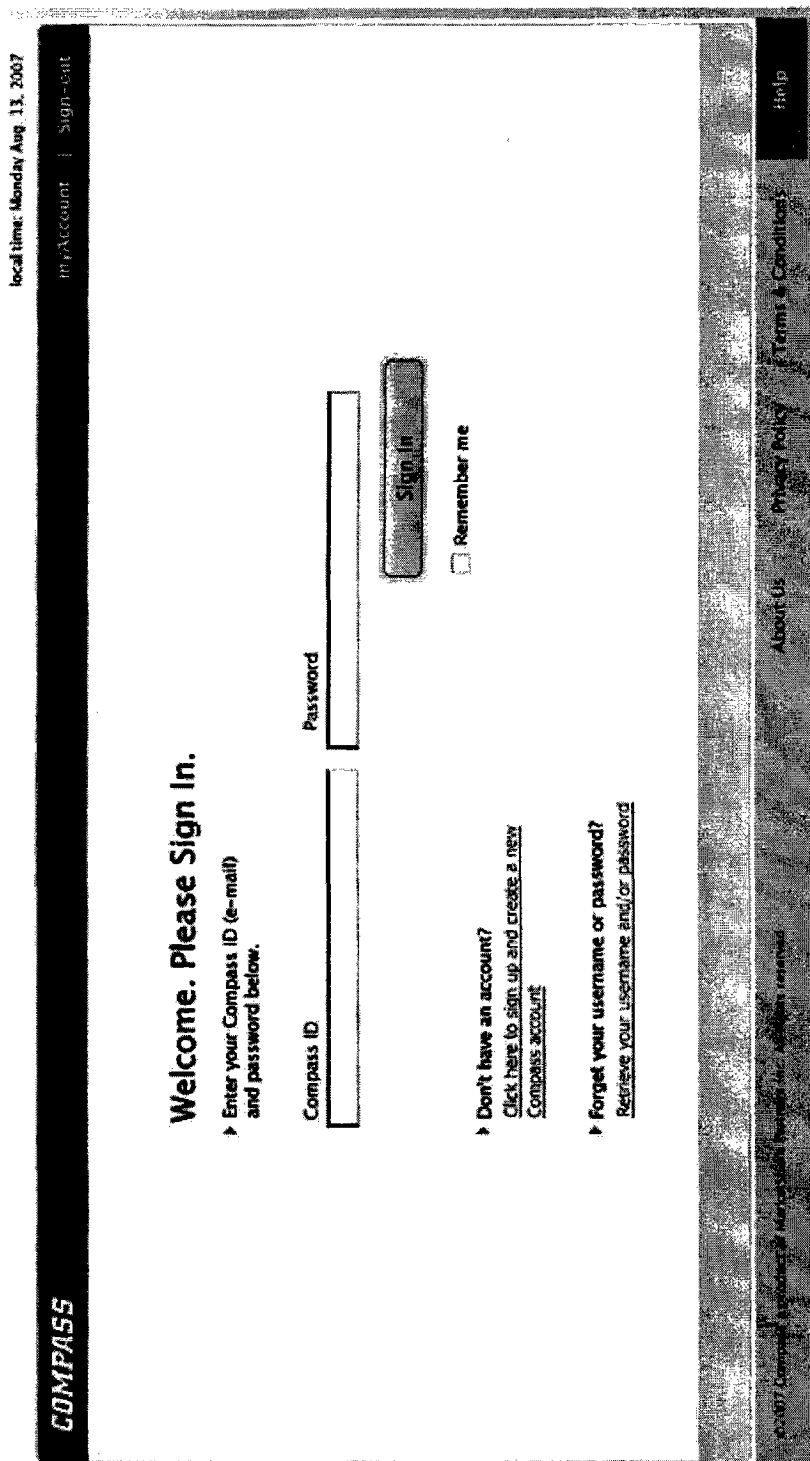 local time: Monday Aug. 13, 2007
COMPASS
myAccount | Sign-out
Welcome. Please Sign In.
Enter your Compass ID (e-mail)
and password below.
Compass ID
Password
Sign In
Remember me
Don't have an account?
Click here to sign up and create a new
Compass account
Forget your username or password?
Retrieve your username and/or password
©2007 Compass reserved
About Us
Privacy Policy
Terms & Conditions
Help